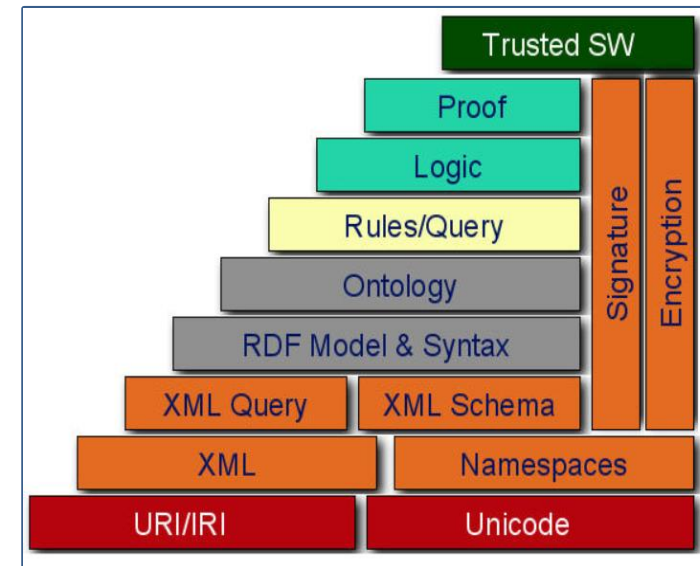 Trusted SW
Proof
Logic
Rules/Query
Ontology
RDF Model & Syntax
XML Query
XML Schema
Signature
Encryption
XML
Namespaces
URI/IRI
Unicode